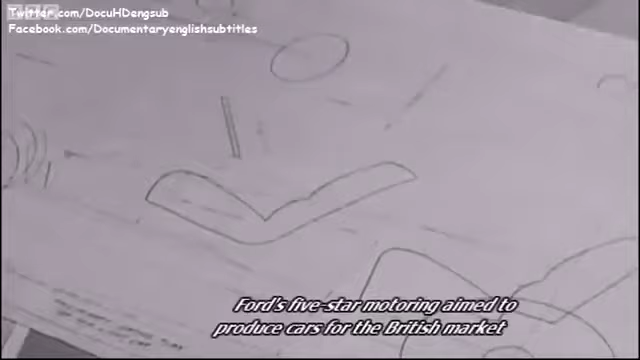 Twitter.com/DocuHDengsub
Facebook.com/Documentaryenglishsubtitles
Ford's five-star motoring aimed to
produce cars for the British market